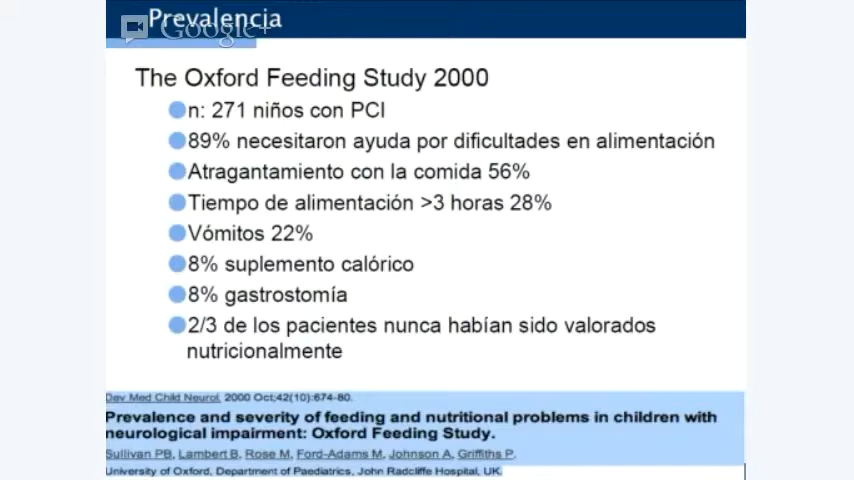 Prevalencia
Google+
The Oxford Feeding Study 2000
n: 271 niños con PCI
89% necesitaron ayuda por dificultades en alimentación
Atragantamiento con la comida 56%
Tiempo de alimentación >3 horas 28%
Vómitos 22%
8% suplemento calórico
8% gastrostomía
2/3 de los pacientes nunca habían sido valorados
nutricionalmente
Dev Med Child Neurol. 2000 Oct;42(10):674-80.
Prevalence and severity of feeding and nutritional problems in children with
neurological impairment: Oxford Feeding Study.
Sullivan PB, Lambert B, Rose M, Ford-Adams M, Johnson A, Griffiths P.
University of Oxford, Department of Paediatrics, John Radcliffe Hospital, UK.